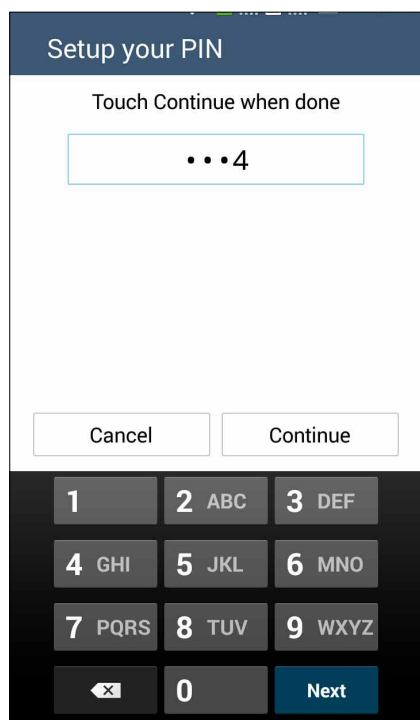 Setup your PIN
Touch Continue when done
•••4
Cancel Continue
1 2 ABC 3 DEF
4 GHI 5 JKL 6 MNO
7 PQRS 8 TUV 9 WXYZ
0 Next